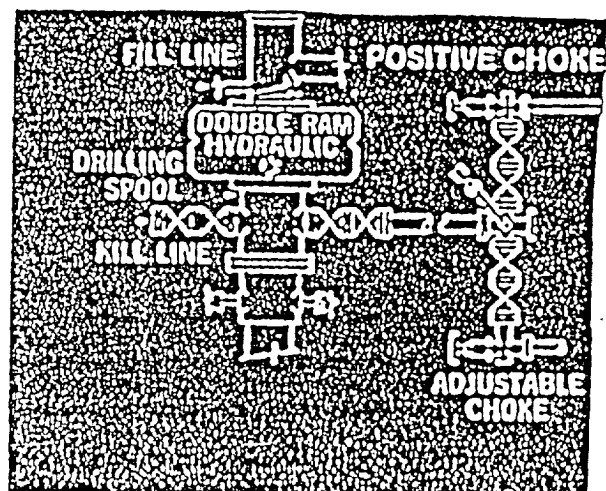 FILL LINE
POSITIVE CHOKE
DOUBLE RAM
HYDRAULIC
DRILLING
SPOOL
KILL LINE
ADJUSTABLE
CHOKE